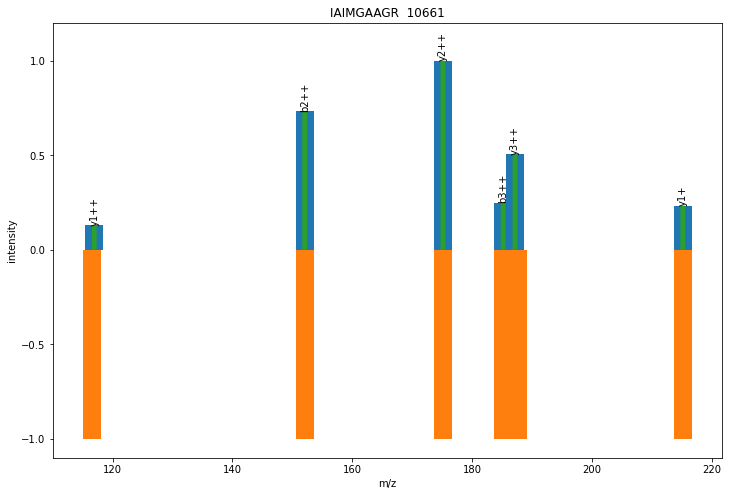 IAIMGAAGR  10661
y2++
b2++
y3++
b3++
y1++
y1+
1.0
0.5
0.0
−0.5
−1.0
intensity
120
140
160
180
200
220
m/z